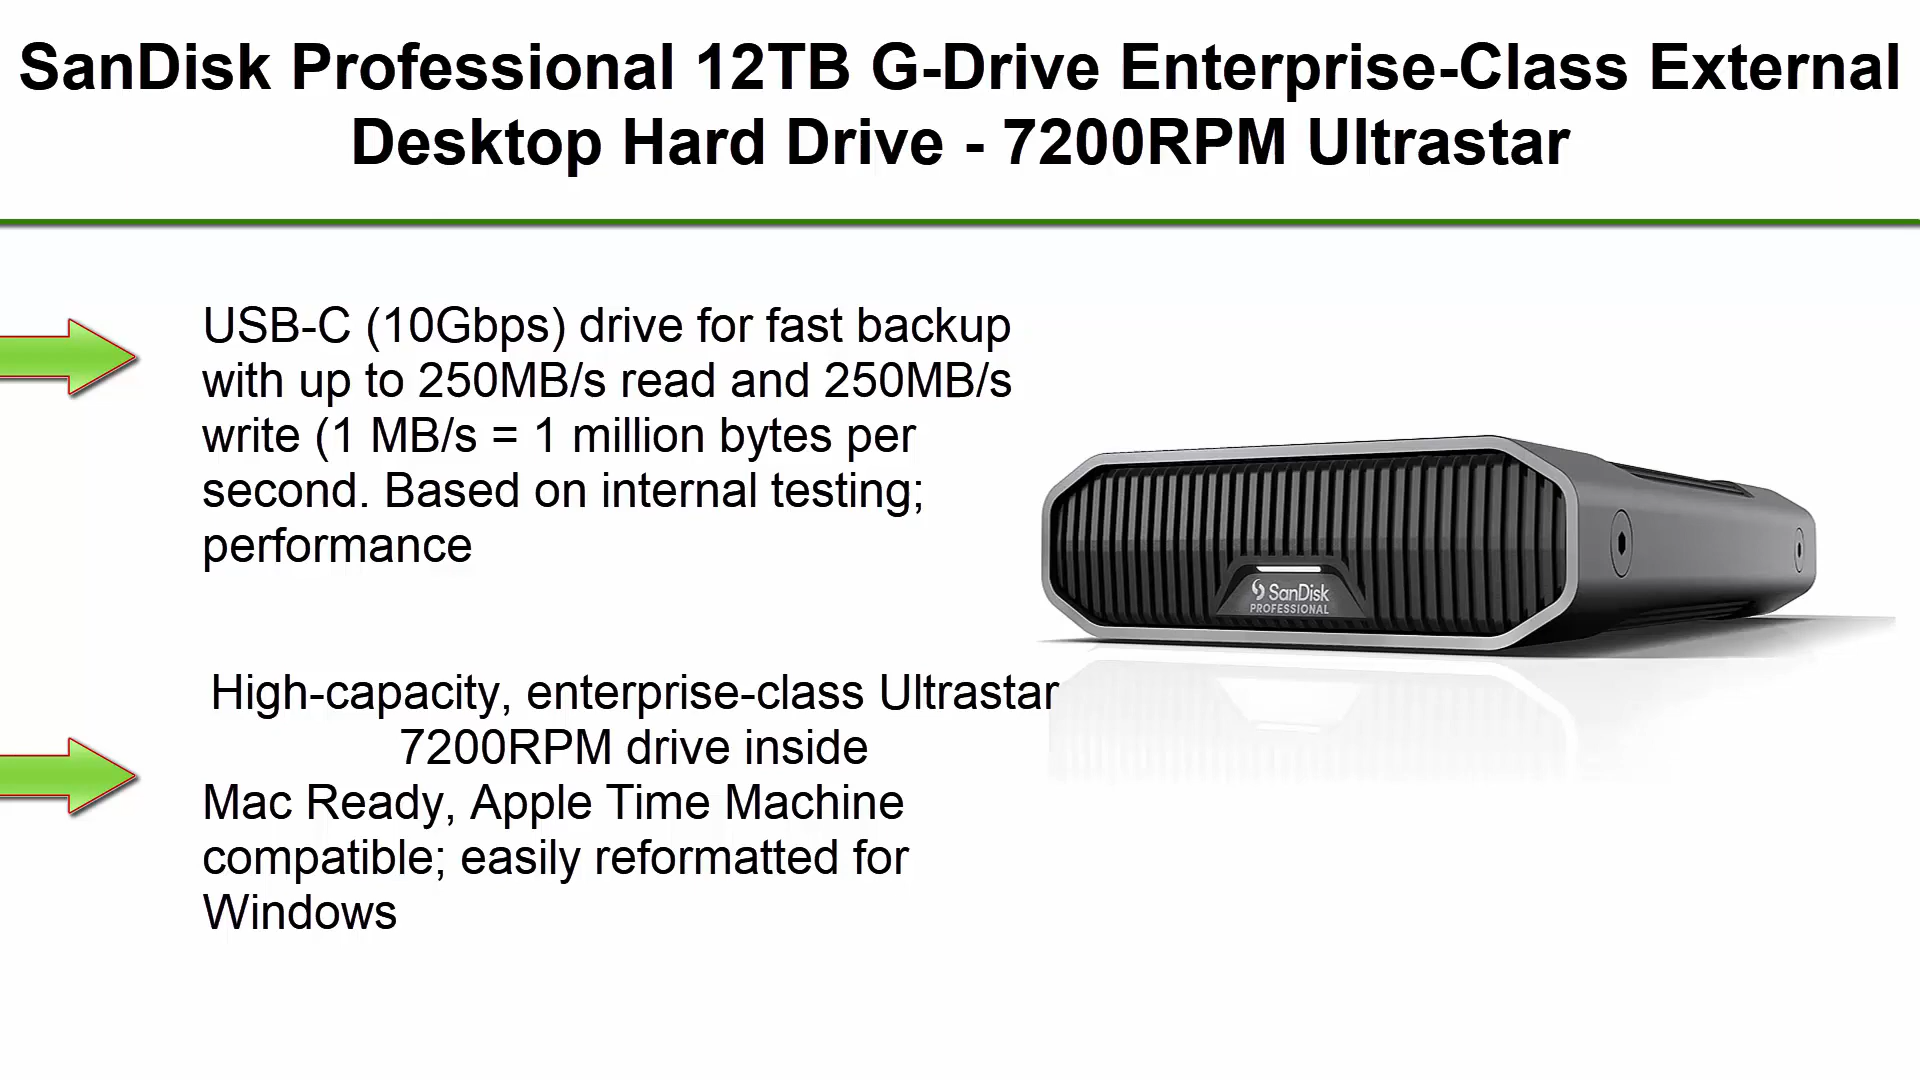 SanDisk Professional 12TB G-Drive Enterprise-Class External
Desktop Hard Drive - 7200RPM Ultrastar
USB-C (10Gbps) drive for fast backup
with up to 250MB/s read and 250MB/s
write (1 MB/s = 1 million bytes per
second. Based on internal testing;
performance
SanDisk
PROFESSIONAL
High-capacity, enterprise-class Ultrastar
7200RPM drive inside
Mac Ready, Apple Time Machine
compatible; easily reformatted for
Windows